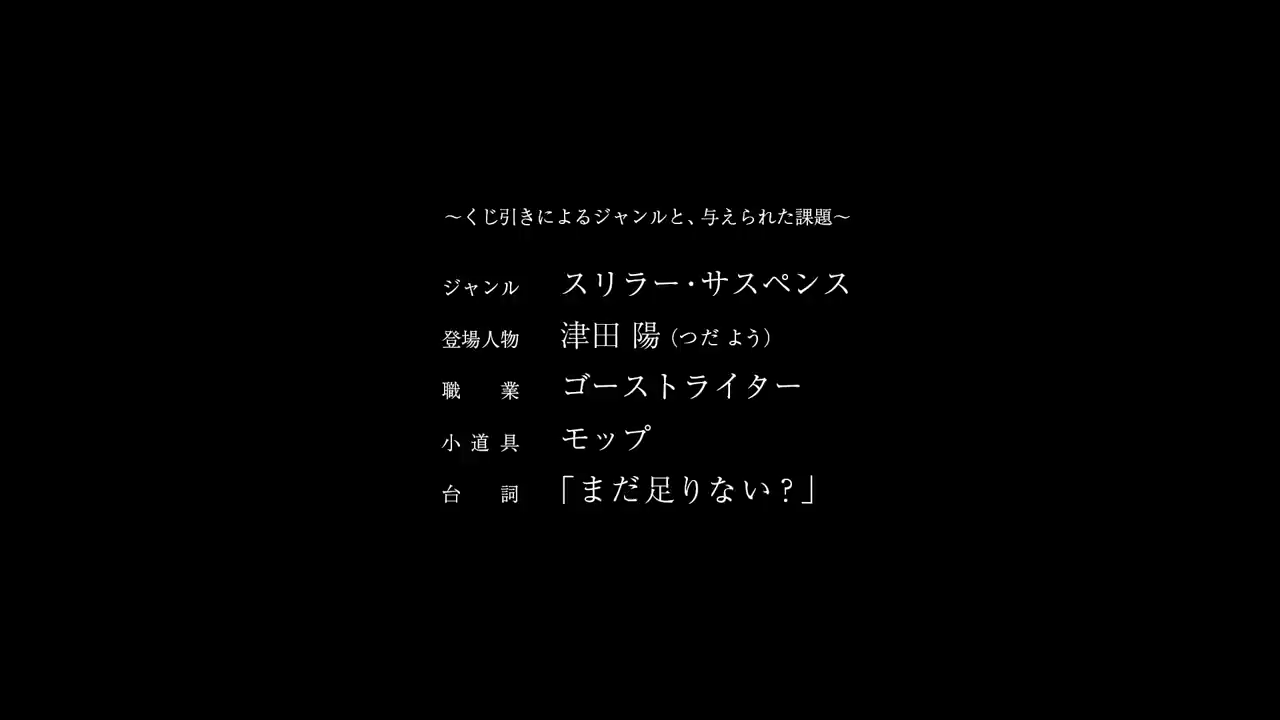 ～くじ引きによるジャンルと、与えられた課題～
ジャンル スリラー・サスペンス
登場人物 津田 陽（つだ よう）
職業 ゴーストライター
小道具 モップ
台詞 「まだ足りない？」